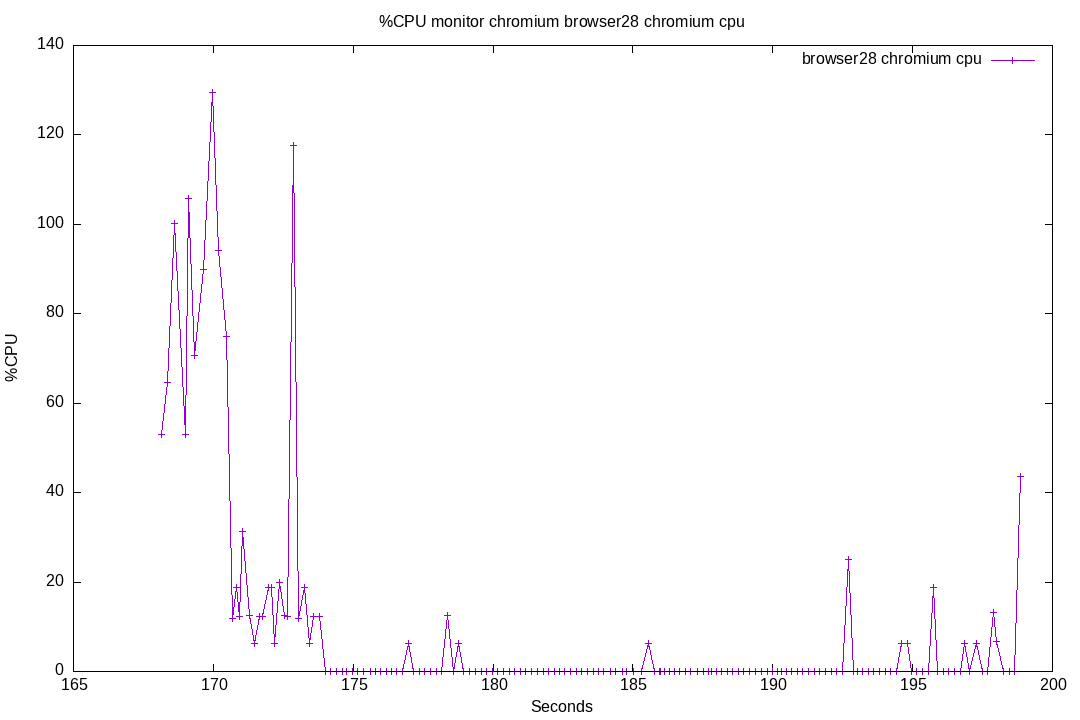 %CPU monitor chromium browser28 chromium cpu
browser28 chromium cpu
140
120
100
80
60
40
20
0
%CPU
165 170 175 180 185 190 195 200
Seconds